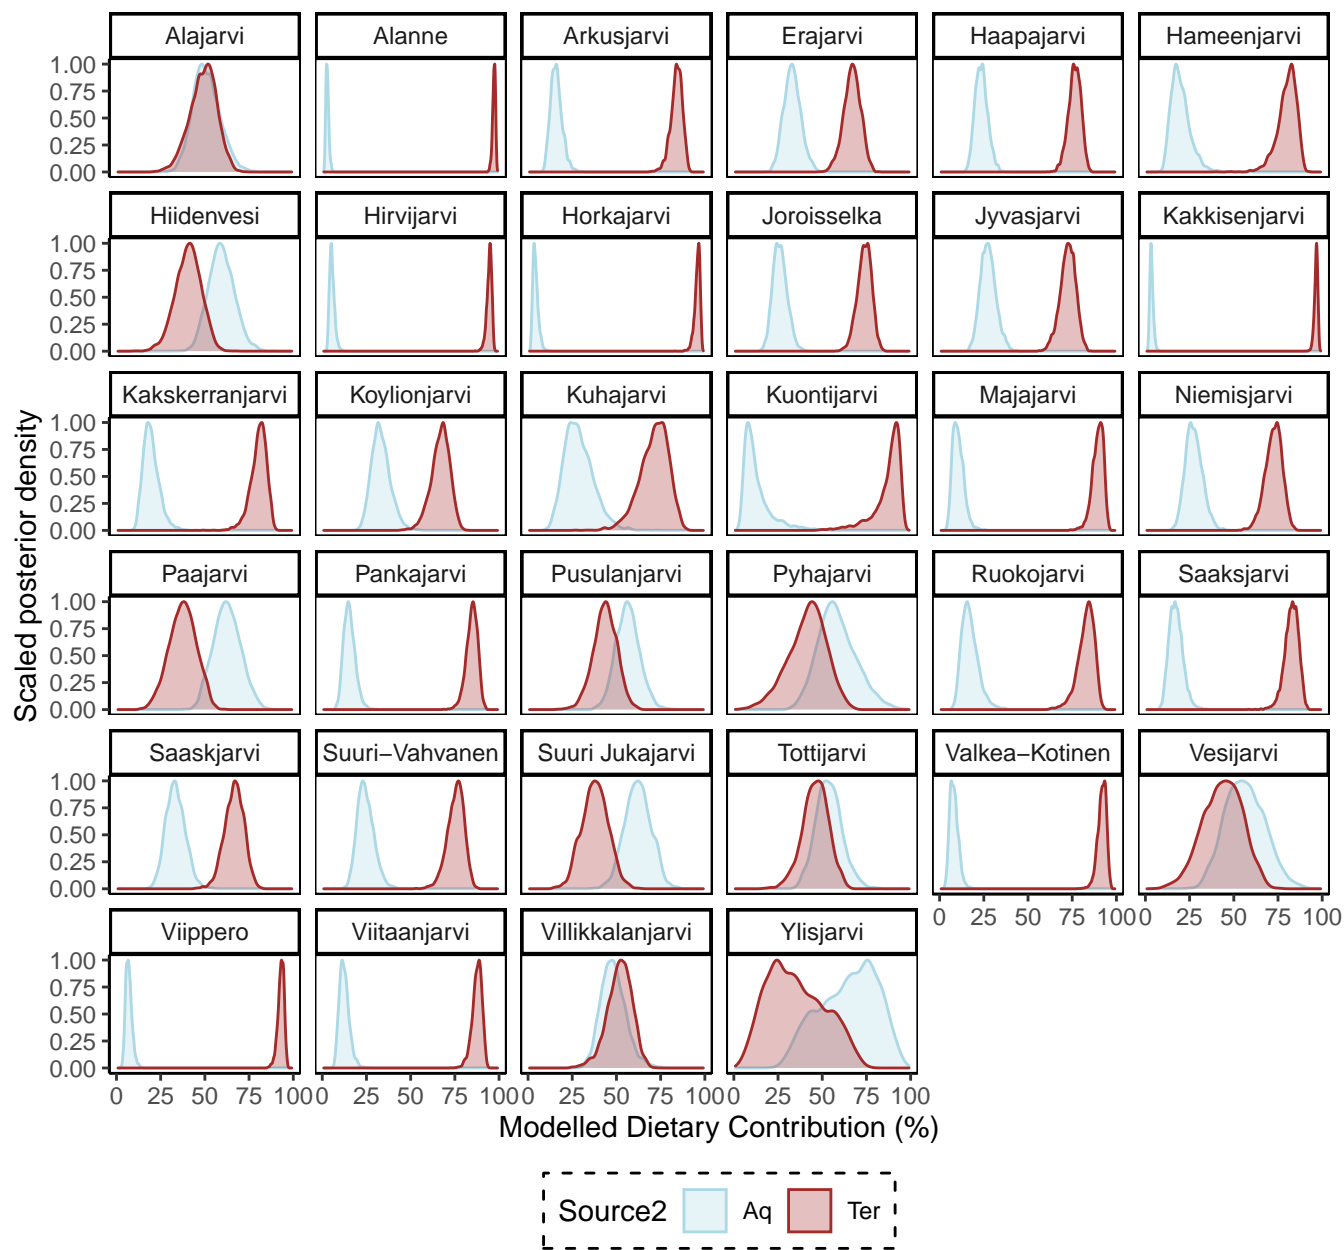 Alajarvi Alanne Arkusjarvi Erajarvi Haapajarvi Hameenjarvi
1.00
0.75
0.50
0.25
0.00
Hiidenvesi Hirvijarvi Horkajarvi Joroisselka Jyvasjarvi Kakkisenjarvi
1.00
0.75
0.50
0.25
0.00
Kakskerranjarvi Koylionjarvi Kuhajarvi Kuontijarvi Majajarvi Niemisjarvi
1.00
0.75
0.50
0.25
0.00
Scaled posterior density
Paajarvi Pankajarvi Pusulanjarvi Pyhajarvi Ruokojarvi Saaksjarvi
1.00
0.75
0.50
0.25
0.00
Saaskjarvi Suuri−Vahvanen Suuri Jukajarvi Tottijarvi Valkea−Kotinen Vesijarvi
1.00
0.75
0.50
0.25
0.00
0 25 50 75 100 0 25 50 75 100
Viippero Viitaanjarvi Villikkalanjarvi Ylisjarvi
1.00
0.75
0.50
0.25
0.00
0 25 50 75 100 0 25 50 75 100 0 25 50 75 100 0 25 50 75 100
Modelled Dietary Contribution (%)
Source2 Aq Ter